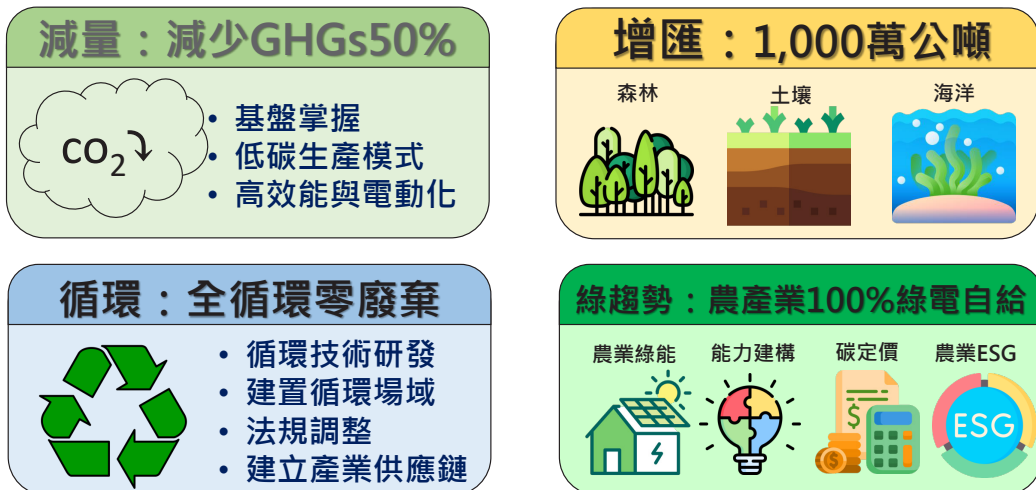 減量：減少GHGs50%
CO2
• 基盤掌握
• 低碳生產模式
• 高效能與電動化
增匯：1,000萬公噸
森林
土壤
海洋
循環：全循環零廢棄
• 循環技術研發
• 建置循環場域
• 法規調整
• 建立產業供應鏈
綠趨勢：農產業100%綠電自給
農業綠能
能力建構
碳定價
農業ESG
$
$
ESG